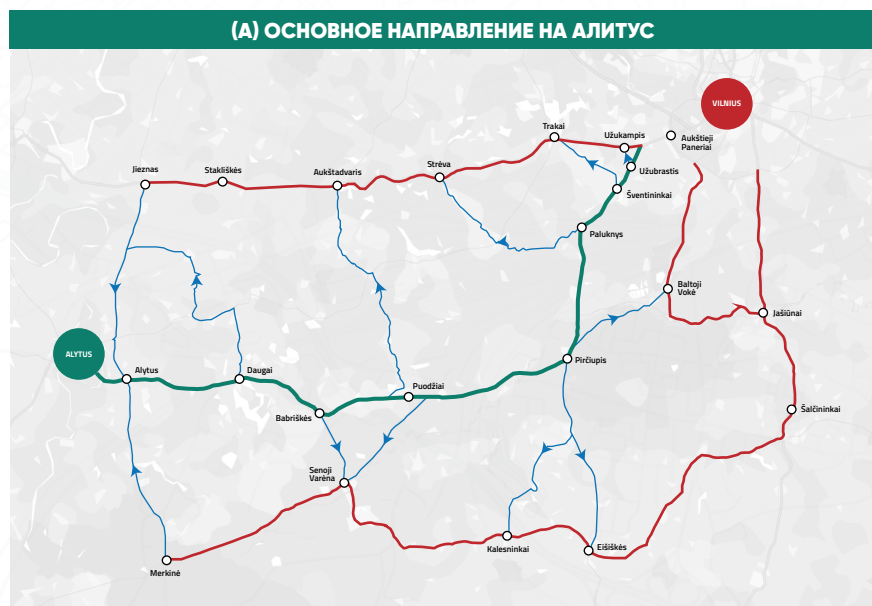 (А) ОСНОВНОЕ НАПРАВЛЕНИЕ НА АЛИТУС
VILNIUS
Trakai
Užukampis
Aukštieji
Paneriai
Jieznas
Stakliškės
Aukštadvaris
Strėva
Užubrastis
Šventininkai
Paluknys
Baltoji
Vokė
Jašiūnai
ALYTUS
Alytus
Daugai
Puodžiai
Pirčiupis
Babriškės
Šalčininkai
Senoji
Varėna
Kalesninkai
Eišiškės
Merkinė